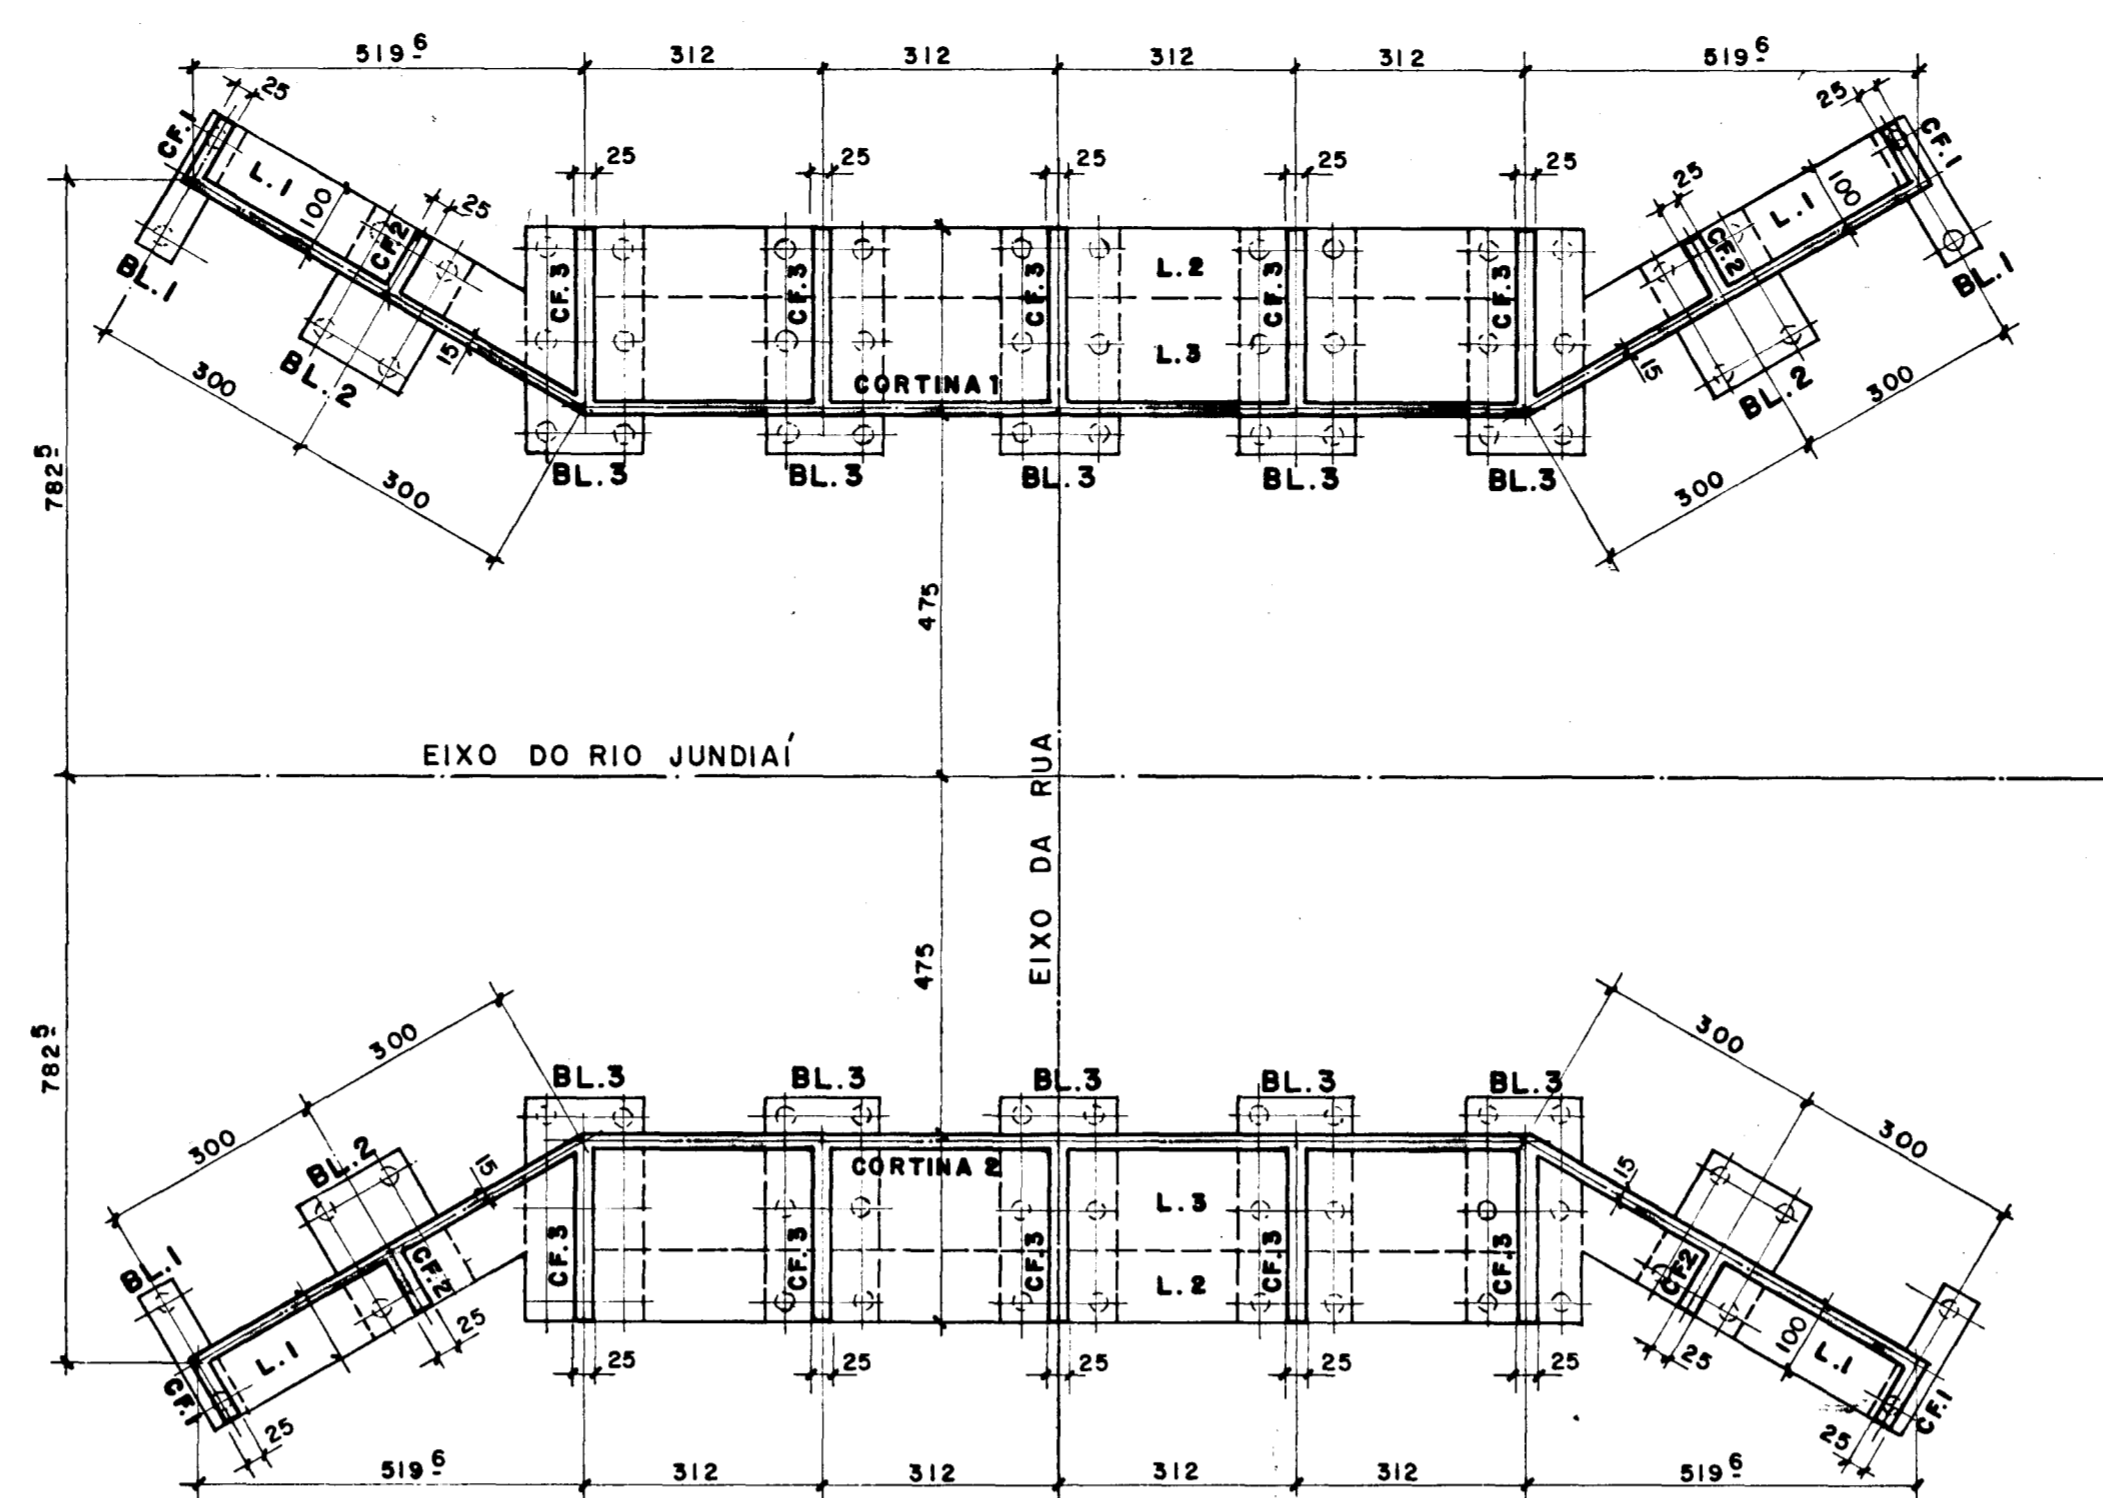 519 6 312 312 312 312 519 6
25 25
CF.1 CF.1
25 25 25 25 25
L.1 100 25 L.1 100 25
CF.2 CF.2
BL.1 BL.1
CF.3 CF.3 CF.3 CF.3 CF.3
L.2
L.3
15 15
300 BL.2 BL.2 300
CORTINA 1
300 300
BL.3 BL.3 BL.3 BL.3 BL.3
782 5
475
EIXO DO RIO JUNDIAÍ
EIXO DA RUA
475
782 5
300 300
300 300
BL.3 BL.3 BL.3 BL.3 BL.3
BL.2
15 15
CORTINA 2
L.3
L.2
BL.1
CF.3 CF.3 CF.3 CF.3 CF.3
CF.2 CF.2
L.1 100 L.1
25 25
CF.1 CF.1
25 25 25 25 25
25 25
519 6 312 312 312 312 519 6